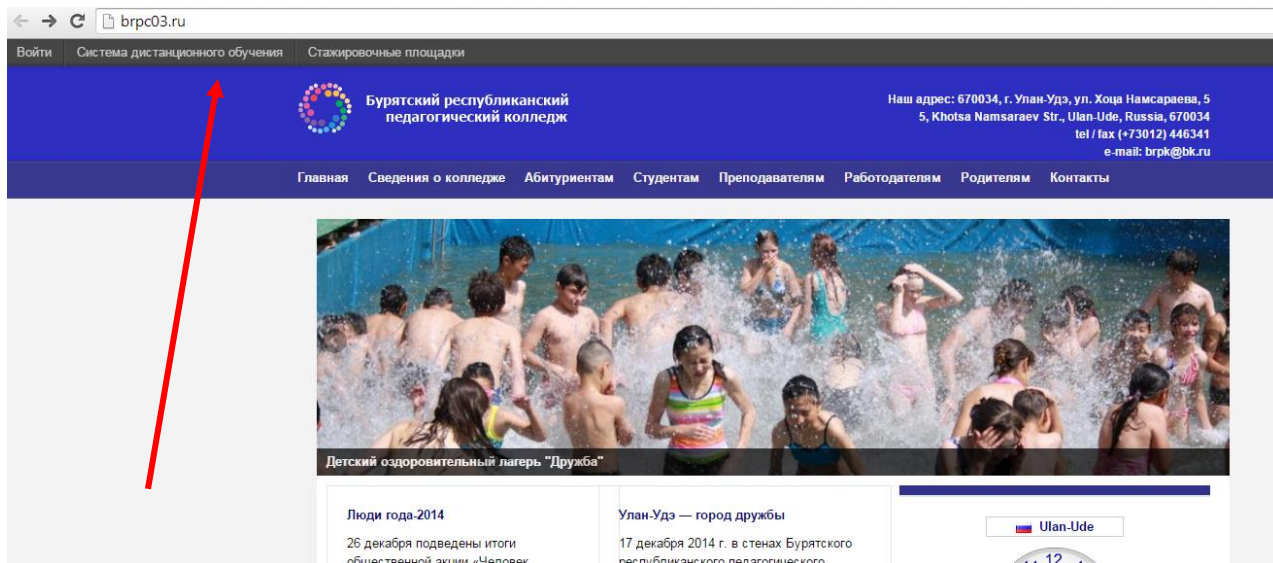 brpc03.ru
Войти Система дистанционного обучения Стажировочные площадки
Бурятский республиканский
педагогический колледж
Наш адрес: 670034, г. Улан-Удэ, ул. Хоца Намсараева, 5
5, Khotsa Namsaraev Str., Ulan-Ude, Russia, 670034
tel / fax (+73012) 446341
e-mail: brpk@bk.ru
Главная Сведения о колледже Абитуриентам Студентам Преподавателям Работодателям Родителям Контакты
Детский оздоровительный лагерь "Дружба"
Люди года-2014
26 декабря подведены итоги
общественной акции «Человек
Улан-Удэ — город дружбы
17 декабря 2014 г. в стенах Бурятского
республиканского педагогического
Ulan-Ude
12